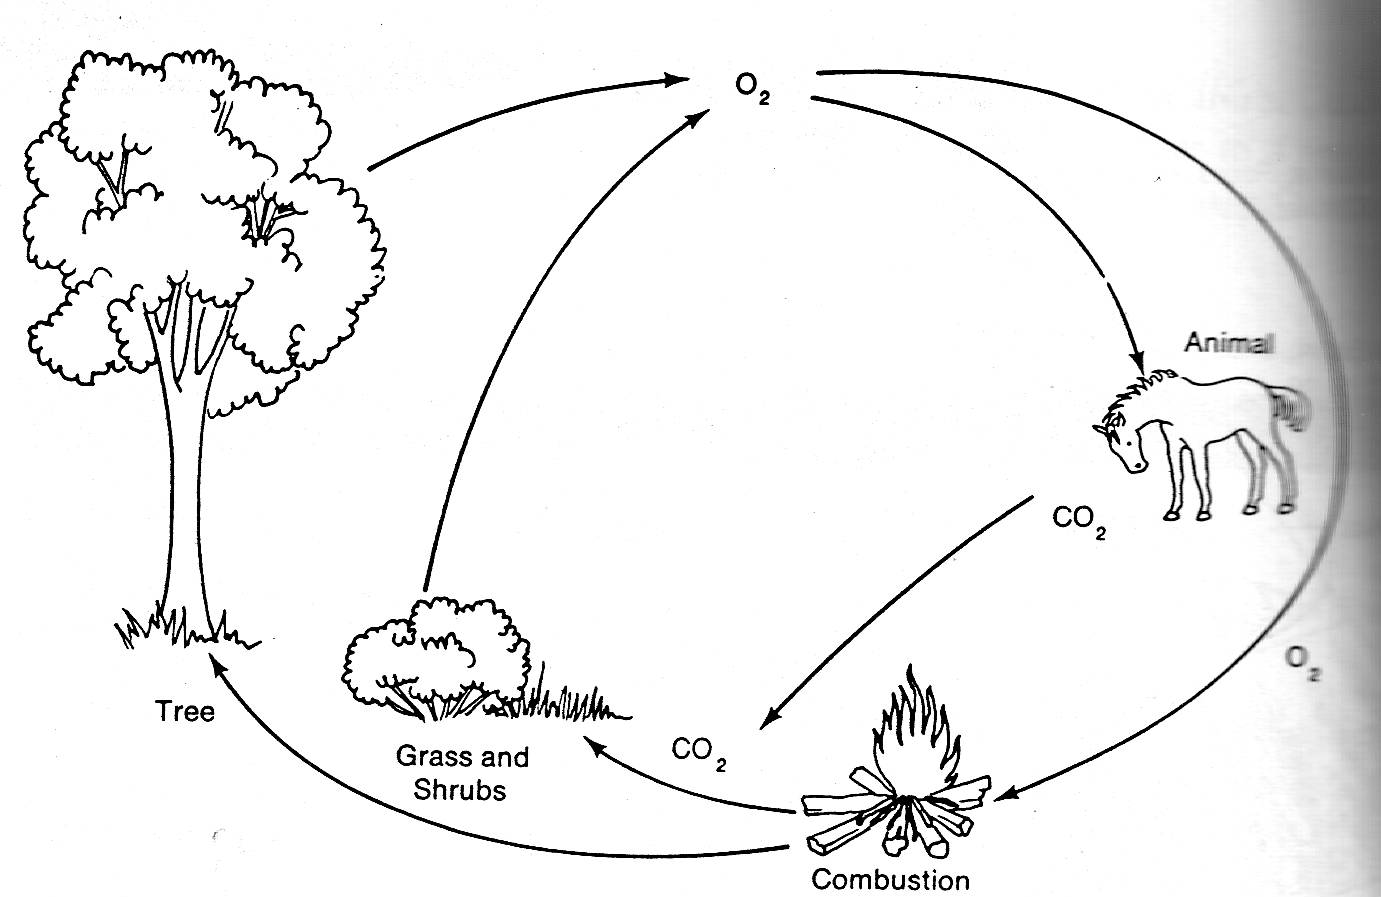 O2
Animal
CO2
O2
Tree
Grass and
Shrubs
CO2
Combustion